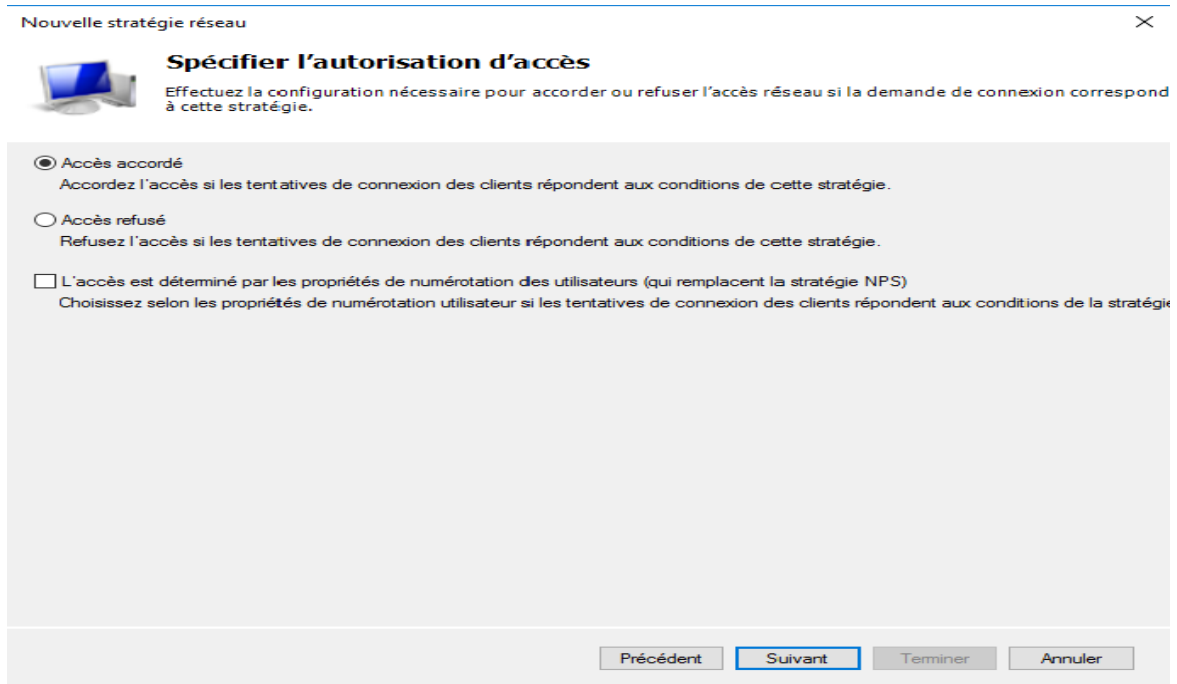 Nouvelle stratégie réseau
Spécifier l'autorisation d'accès
Effectuez la configuration nécessaire pour accorder ou refuser l'accès réseau si la demande de connexion correspond
à cette stratégie.
Accès accordé
Accordez l'accès si les tentatives de connexion des clients répondent aux conditions de cette stratégie.
Accès refusé
Refusez l'accès si les tentatives de connexion des clients répondent aux conditions de cette stratégie.
L'accès est déterminé par les propriétés de numérotation des utilisateurs (qui remplacent la stratégie NPS)
Choisissez selon les propriétés de numérotation utilisateur si les tentatives de connexion des clients répondent aux conditions de la stratégie
Précédent
Suivant
Terminer
Annuler